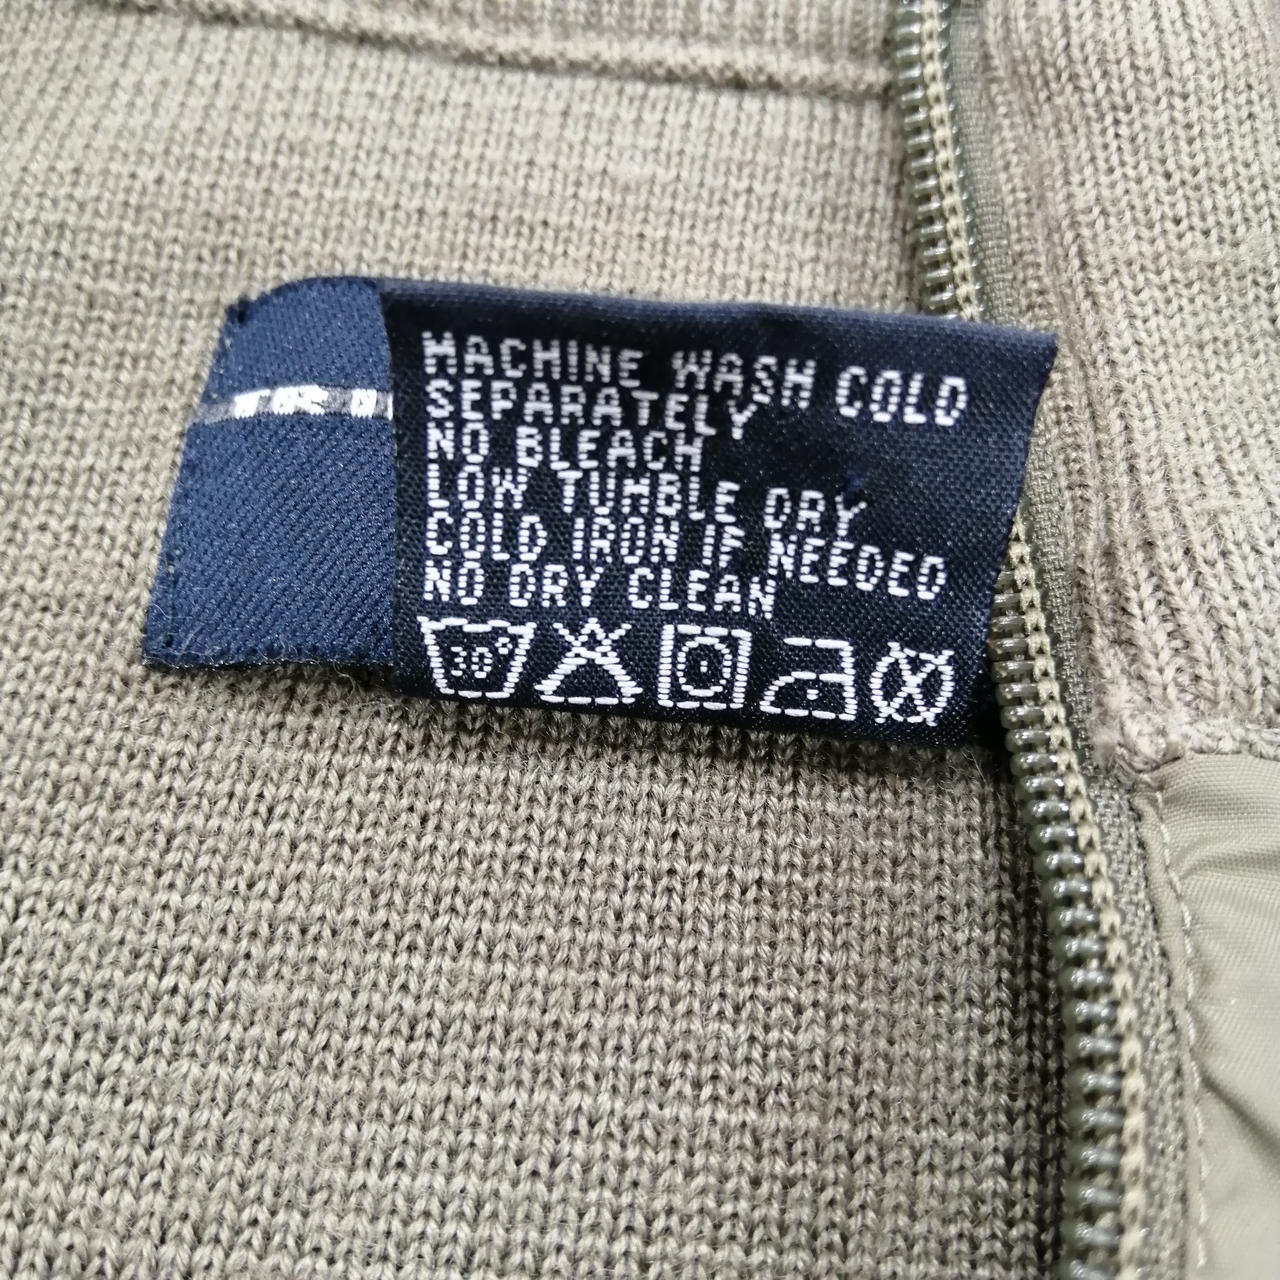 MACHINE WASH COLD
SEPARATELY
NO BLEACH
LOW TUMBLE DRY
COLD IRON IF NEEDED
NO DRY CLEAN
30°